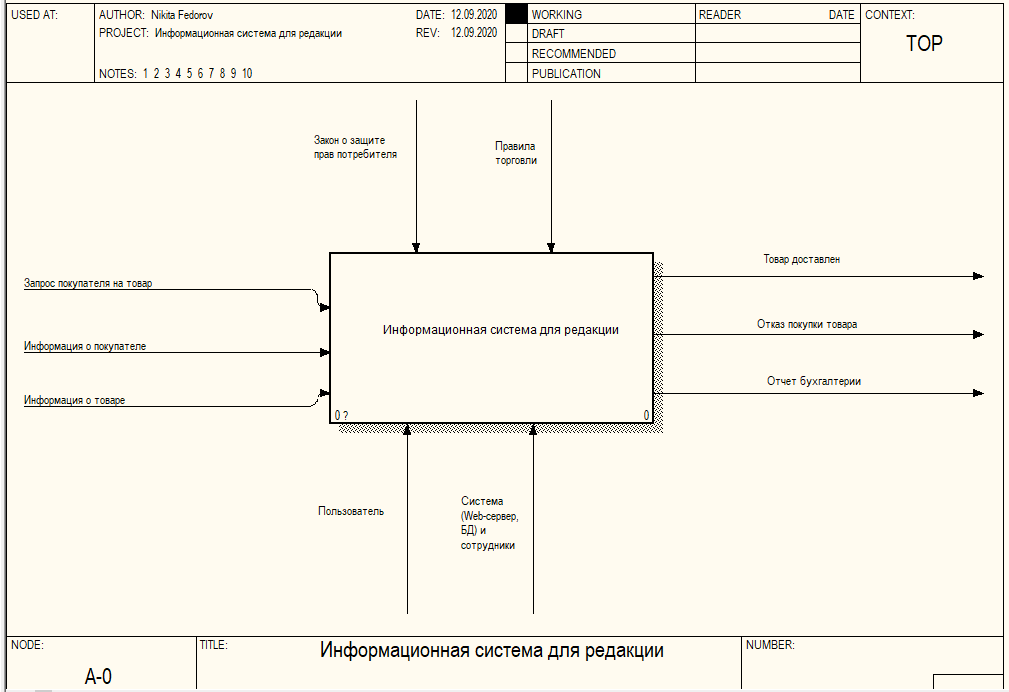 USED AT:
AUTHOR: Nikita Fedorov
DATE: 12.09.2020
PROJECT: Информационная система для редакции
REV: 12.09.2020
NOTES: 1 2 3 4 5 6 7 8 9 10
WORKING
DRAFT
RECOMMENDED
PUBLICATION
READER
DATE
CONTEXT:
TOP
Закон о защите
прав потребителя
Правила
торговли
Запрос покупателя на товар
Информация о покупателе
Информация о товаре
Информационная система для редакции
0 ?
0
Товар доставлен
Отказ покупки товара
Отчет бухгалтерии
Пользователь
Система
(Web-сервер,
БД) и
сотрудники
NODE:
A-0
TITLE:
Информационная система для редакции
NUMBER: